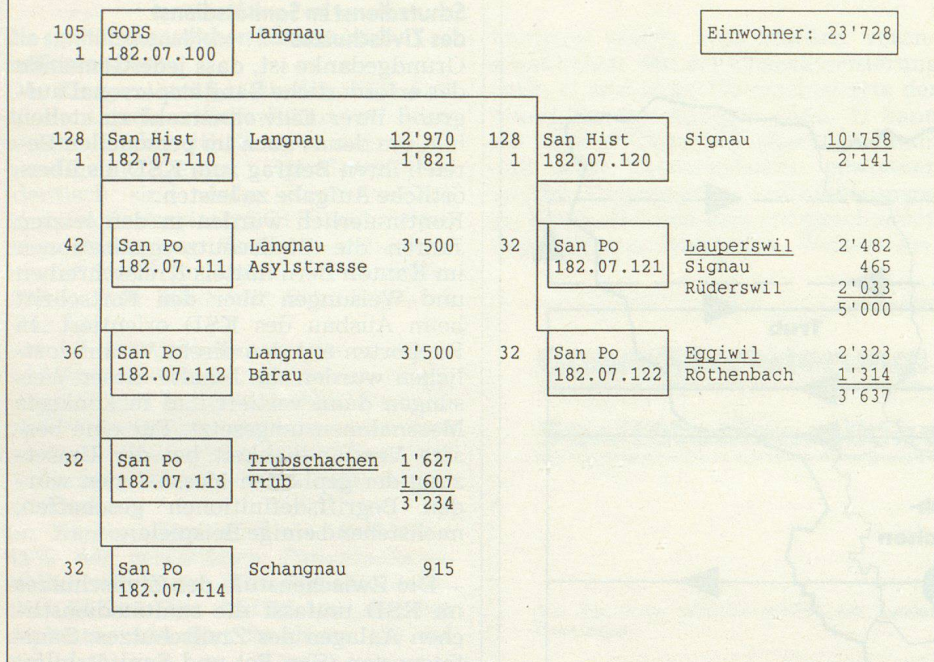 105 GOPS Langnau
1 182.07.100
Einwohner: 23'728
128 San Hist Langnau 12'970
1 182.07.110 1'821
128 San Hist Signau 10'758
1 182.07.120 2'141
42 San Po Langnau 3'500
182.07.111 Asylstrasse
32 San Po Lauperswil 2'482
182.07.121 Signau 465
Rüderswil 2'033
5'000
36 San Po Langnau 3'500
182.07.112 Bärau
32 San Po Eggiwil 2'323
182.07.122 Röthenbach 1'314
3'637
32 San Po Trubschachen 1'627
182.07.113 Trub 1'607
3'234
32 San Po Schangnau 915
182.07.114